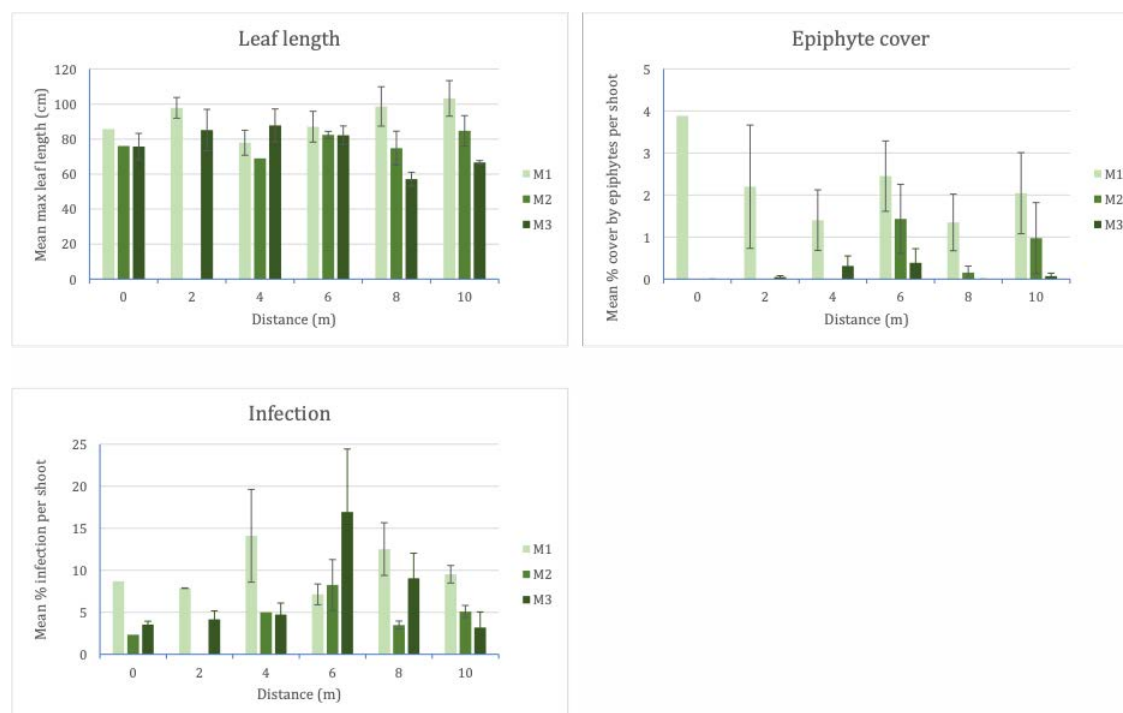 Leaf length
Mean max leaf length (cm)
120
100
80
60
40
20
0
0 2 4 6 8 10
Distance (m)
M1
M2
M3
Epiphyte cover
Mean % cover by epiphytes per shoot
5
4
3
2
1
0
0 2 4 6 8 10
Distance (m)
M1
M2
M3
Infection
Mean % infection per shoot
25
20
15
10
5
0
0 2 4 6 8 10
Distance (m)
M1
M2
M3